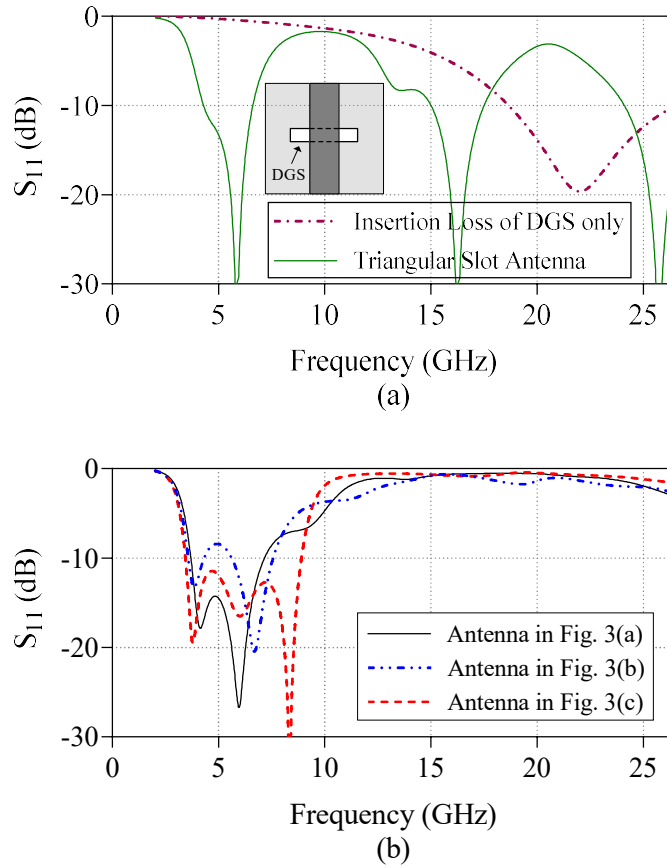 0
-10
-20
-30
S11 (dB)
DGS
Insertion Loss of DGS only
Triangular Slot Antenna
0 5 10 15 20 25
Frequency (GHz)
(a)
0
-10
-20
-30
S11 (dB)
Antenna in Fig. 3(a)
Antenna in Fig. 3(b)
Antenna in Fig. 3(c)
0 5 10 15 20 25
Frequency (GHz)
(b)